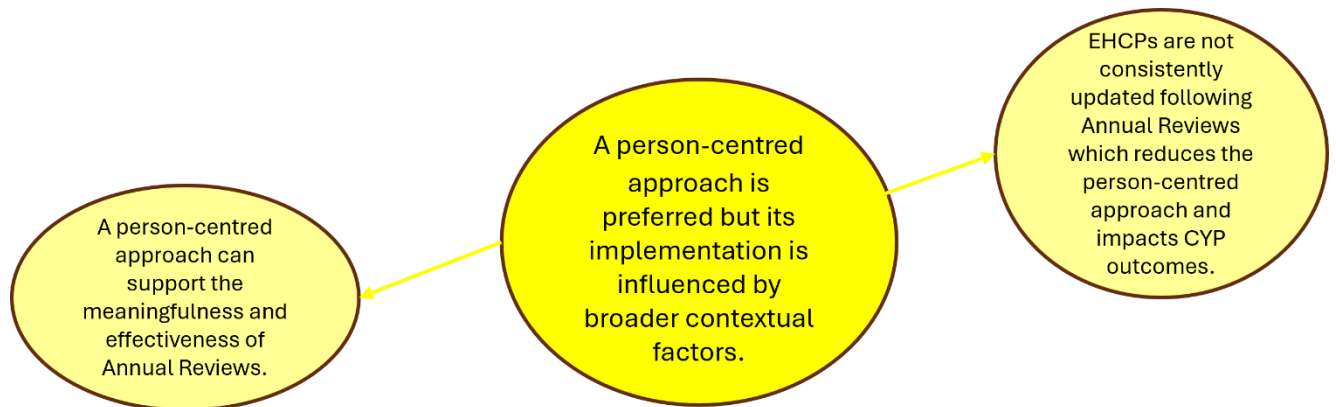 A person-centred
approach can
support the
meaningfulness and
effectiveness of
Annual Reviews.
A person-centred
approach is
preferred but its
implementation is
influenced by
broader contextual
factors.
EHCPs are not
consistently
updated following
Annual Reviews
which reduces the
person-centred
approach and
impacts CYP
outcomes.